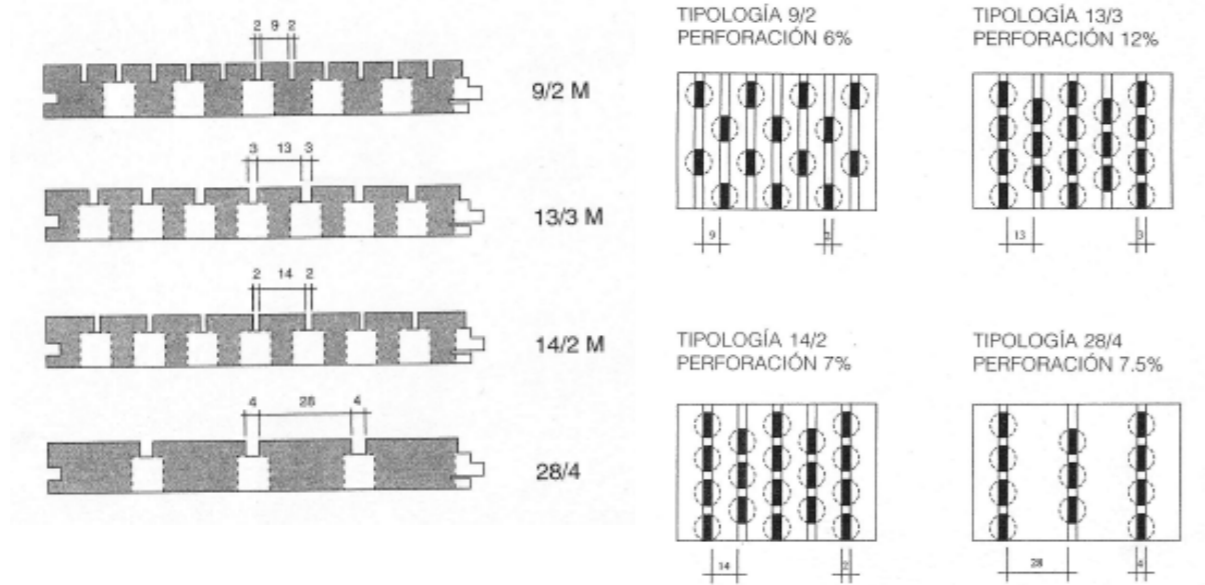 2 9 2
9/2 M
3 13 3
13/3 M
2 14 2
14/2 M
4 28 4
28/4
TIPOLOGÍA 9/2
PERFORACIÓN 6%
9
TIPOLOGÍA 13/3
PERFORACIÓN 12%
13 3
TIPOLOGÍA 14/2
PERFORACIÓN 7%
14 2
TIPOLOGÍA 28/4
PERFORACIÓN 7.5%
28 4